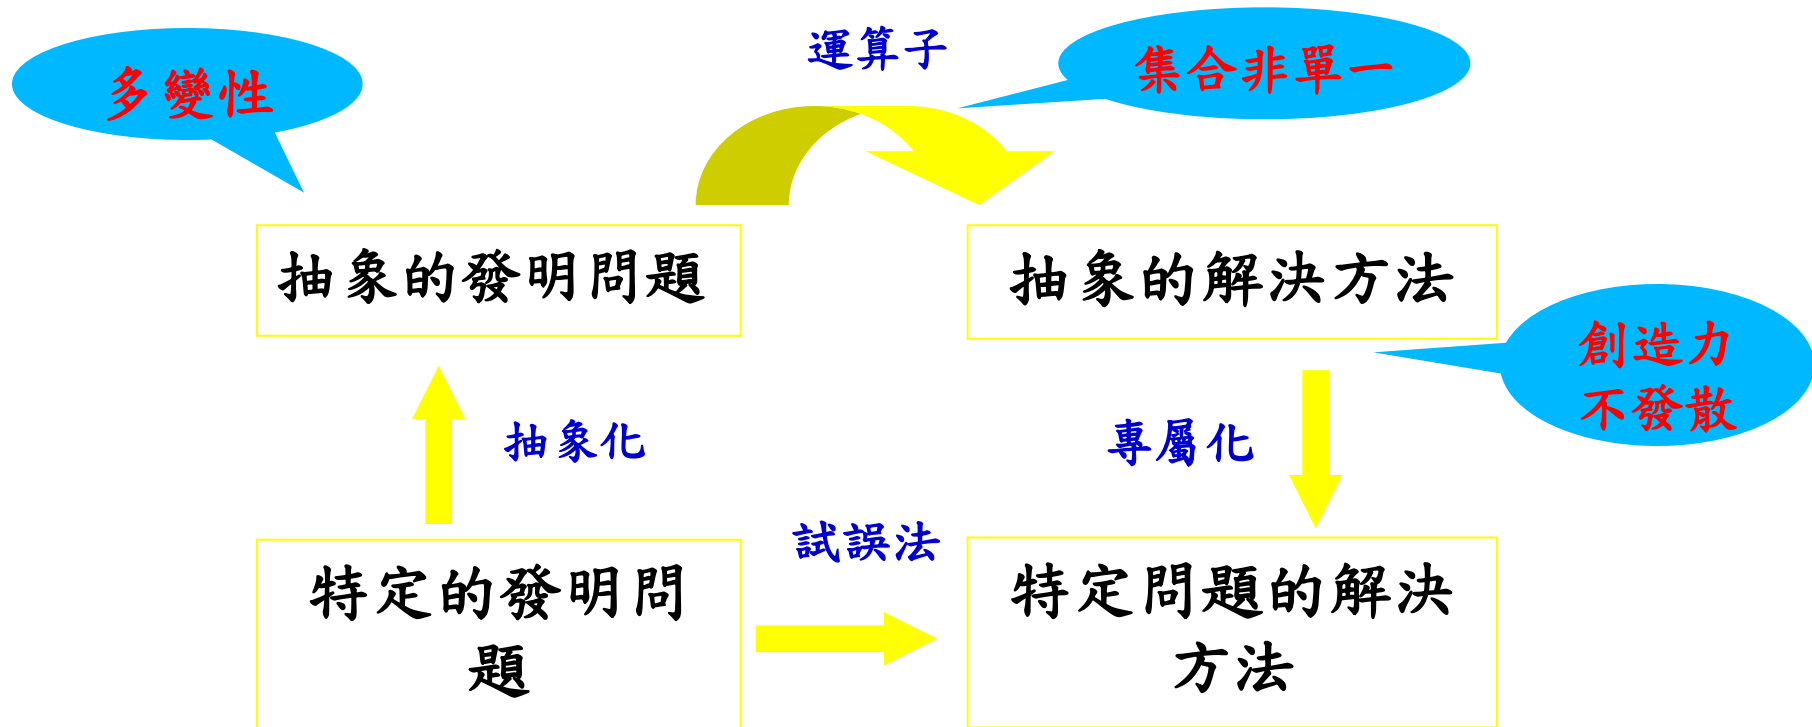 運算子
集合非單一
多變性
抽象的發明問題
抽象的解決方法
創造力
不發散
抽象化
專屬化
試誤法
特定的發明問
題
特定問題的解決
方法